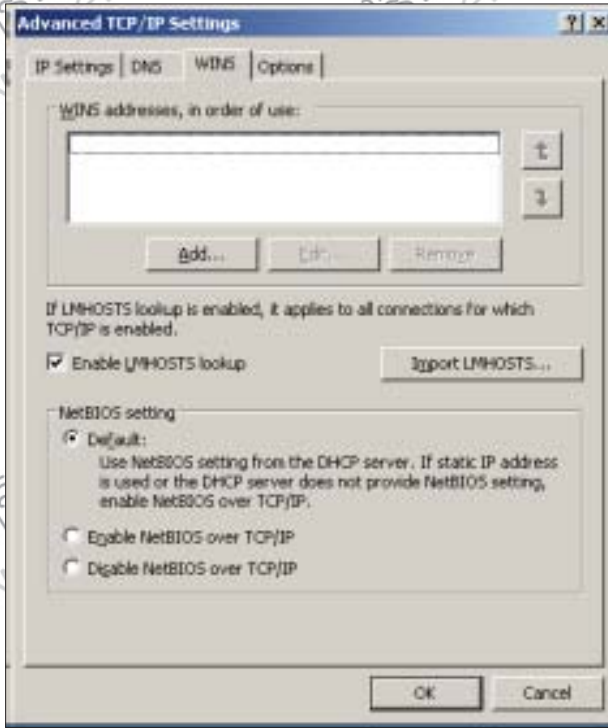 Advanced TCP/IP Settings
IP Settings DNS WINS Options
WINS addresses, in order of use:
Add... Edit... Remove
If LMHOSTS lookup is enabled, it applies to all connections for which
TCP/IP is enabled.
Enable LMHOSTS lookup
Import LMHOSTS...
NetBIOS setting
Default:
Use NetBIOS setting from the DHCP server. If static IP address
is used or the DHCP server does not provide NetBIOS setting,
enable NetBIOS over TCP/IP.
Enable NetBIOS over TCP/IP
Disable NetBIOS over TCP/IP
OK Cancel